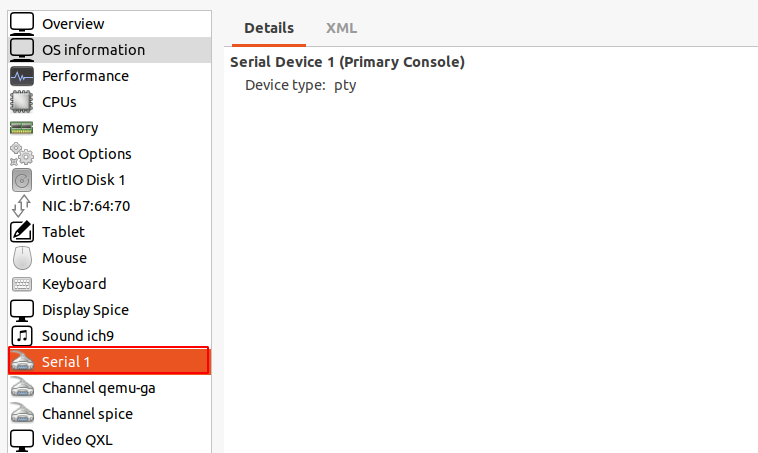 Overview
OS information
Performance
CPUs
Memory
Boot Options
VirtIO Disk 1
NIC :b7:64:70
Tablet
Mouse
Keyboard
Display Spice
Sound ich9
Serial 1
Channel qemu-ga
Channel spice
Video QXL
Details XML
Serial Device 1 (Primary Console)
Device type: pty